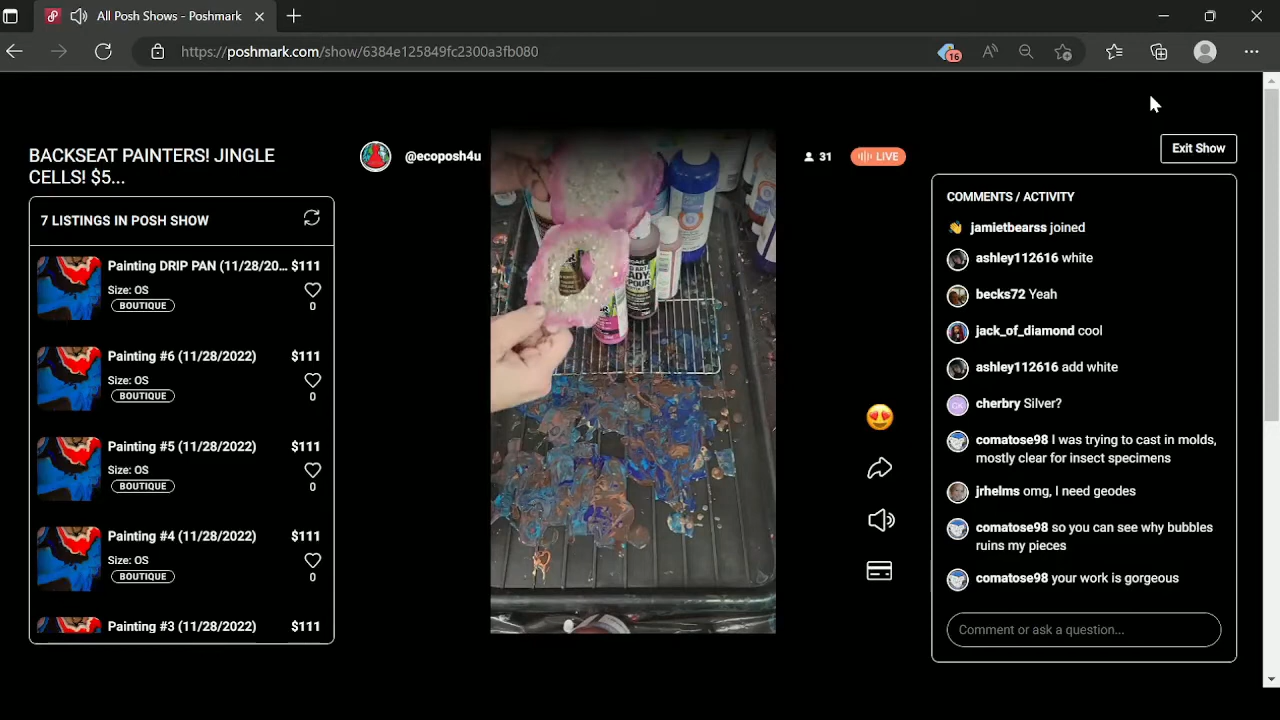 All Posh Shows - Poshmark
https://poshmark.com/show/6384e125849fc2300a3fb080
16
BACKSEAT PAINTERS! JINGLE
CELLS! $5...
7 LISTINGS IN POSH SHOW
Painting DRIP PAN (11/28/20... $111
Size: OS
BOUTIQUE
0
Painting #6 (11/28/2022) $111
Size: OS
BOUTIQUE
0
Painting #5 (11/28/2022) $111
Size: OS
BOUTIQUE
0
Painting #4 (11/28/2022) $111
Size: OS
BOUTIQUE
0
Painting #3 (11/28/2022) $111
@ecoposh4u
31
LIVE
Exit Show
COMMENTS / ACTIVITY
jamietbearss joined
ashley112616 white
becks72 Yeah
jack_of_diamond cool
ashley112616 add white
CK
cherbry Silver?
comatose98 I was trying to cast in molds,
mostly clear for insect specimens
jrhelms omg, I need geodes
comatose98 so you can see why bubbles
ruins my pieces
comatose98 your work is gorgeous
Comment or ask a question...